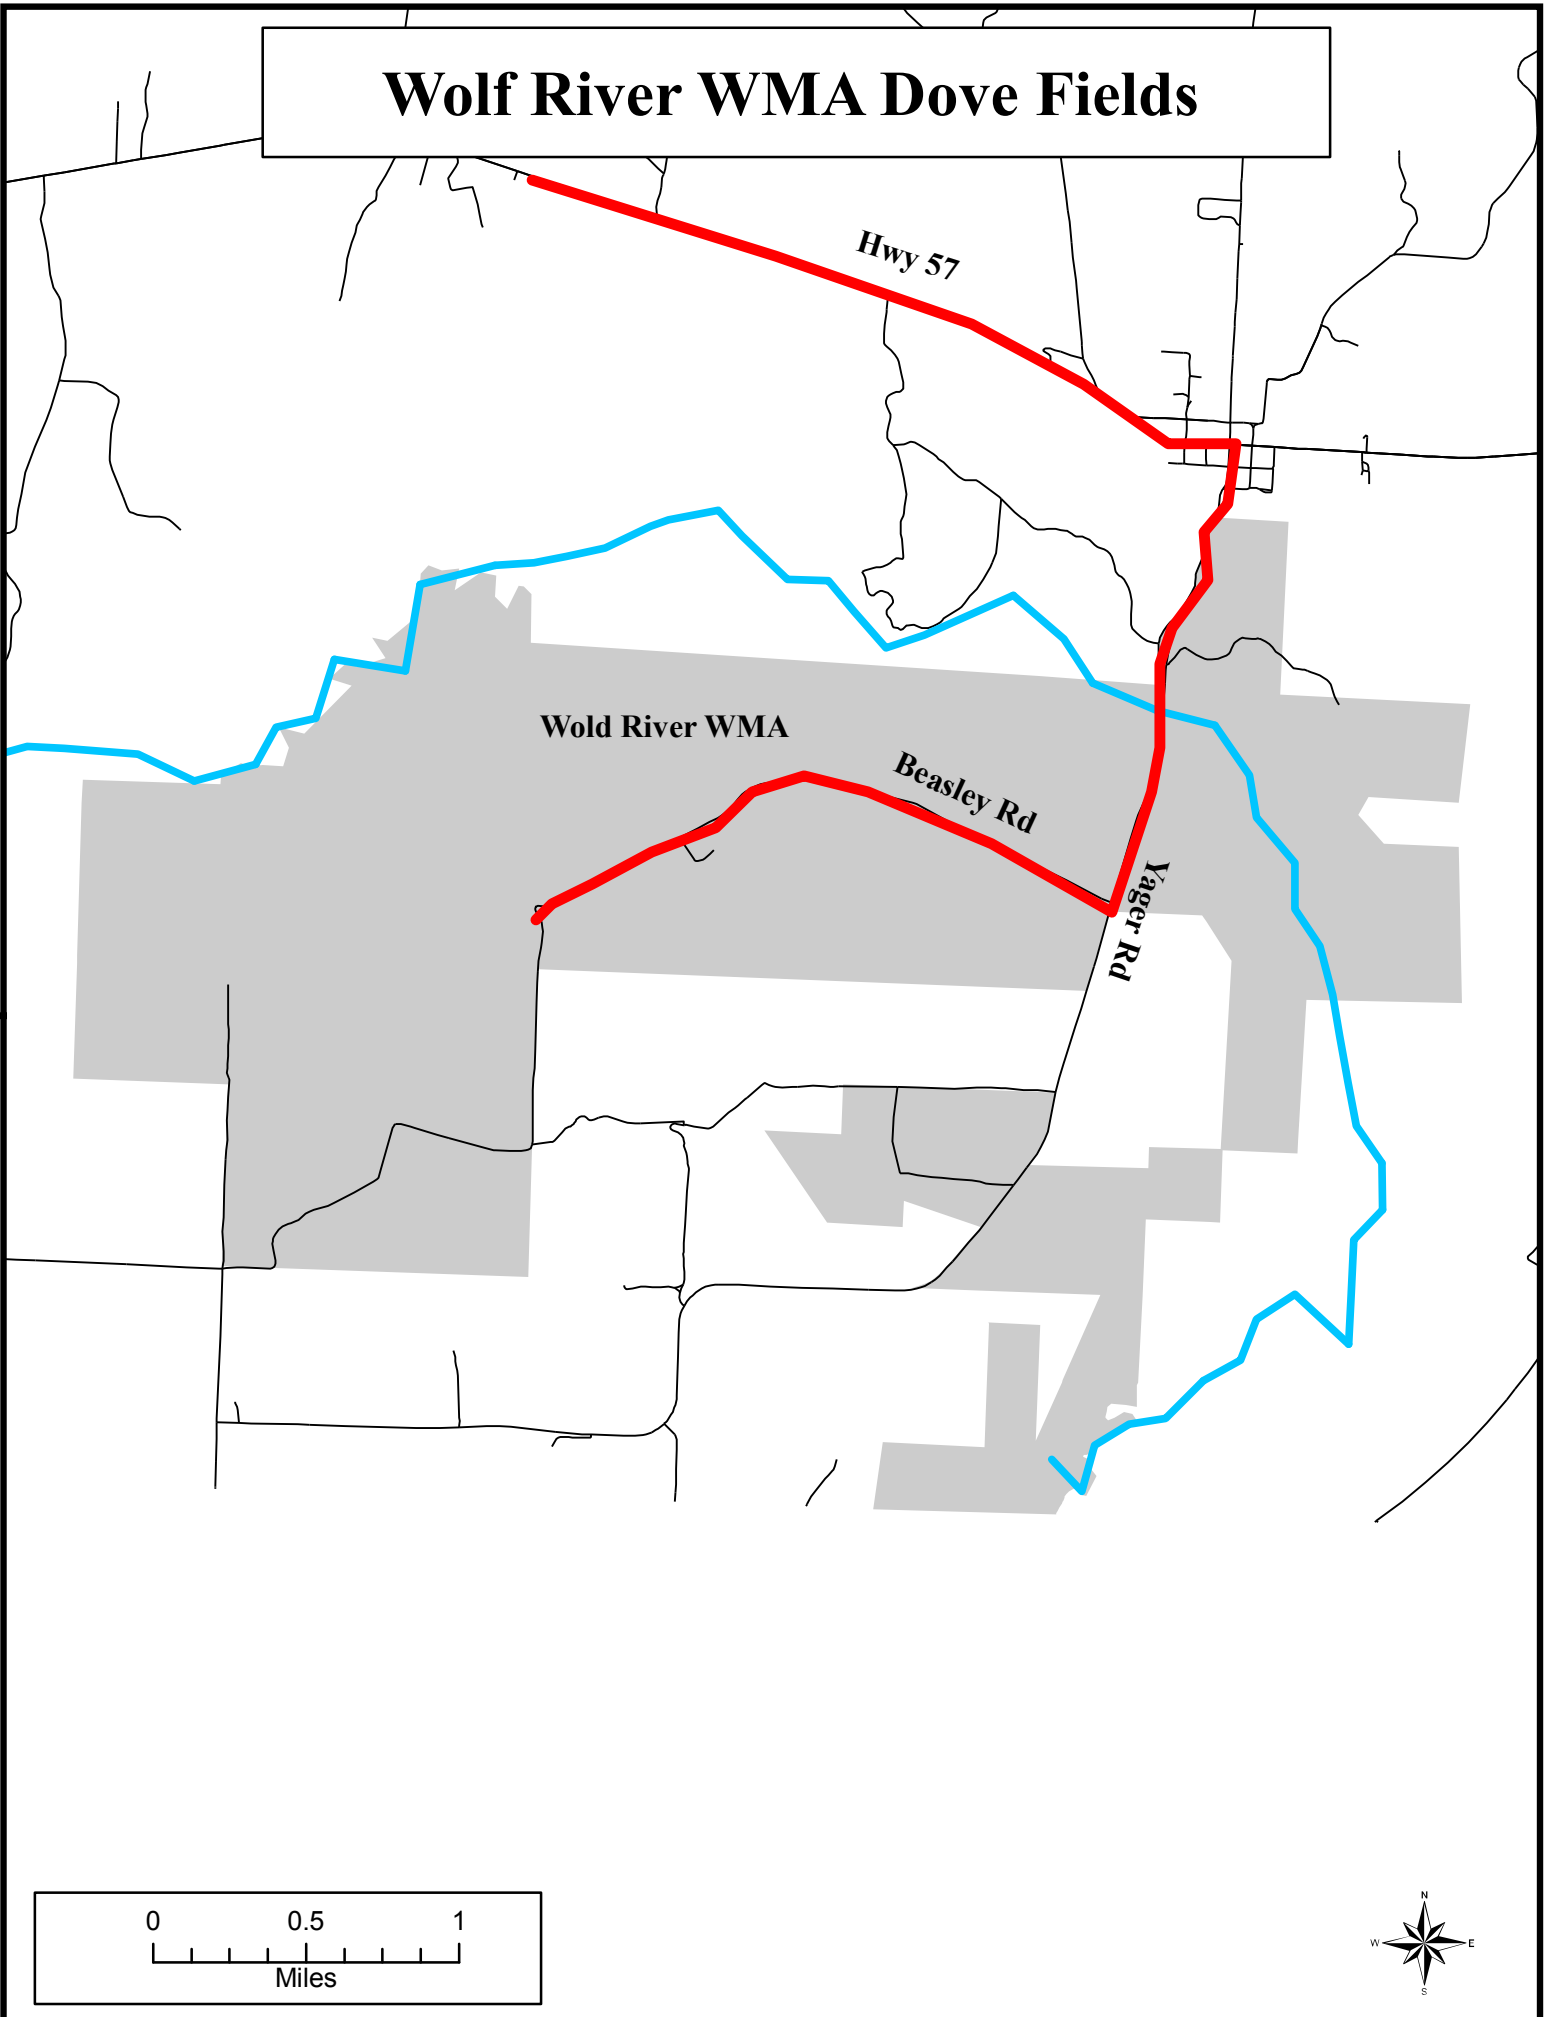 Wolf River WMA Dove Fields
Hwy 57
Wold River WMA
Beasley Rd
Yager Rd
0 0.5 1
Miles
N
W E
S